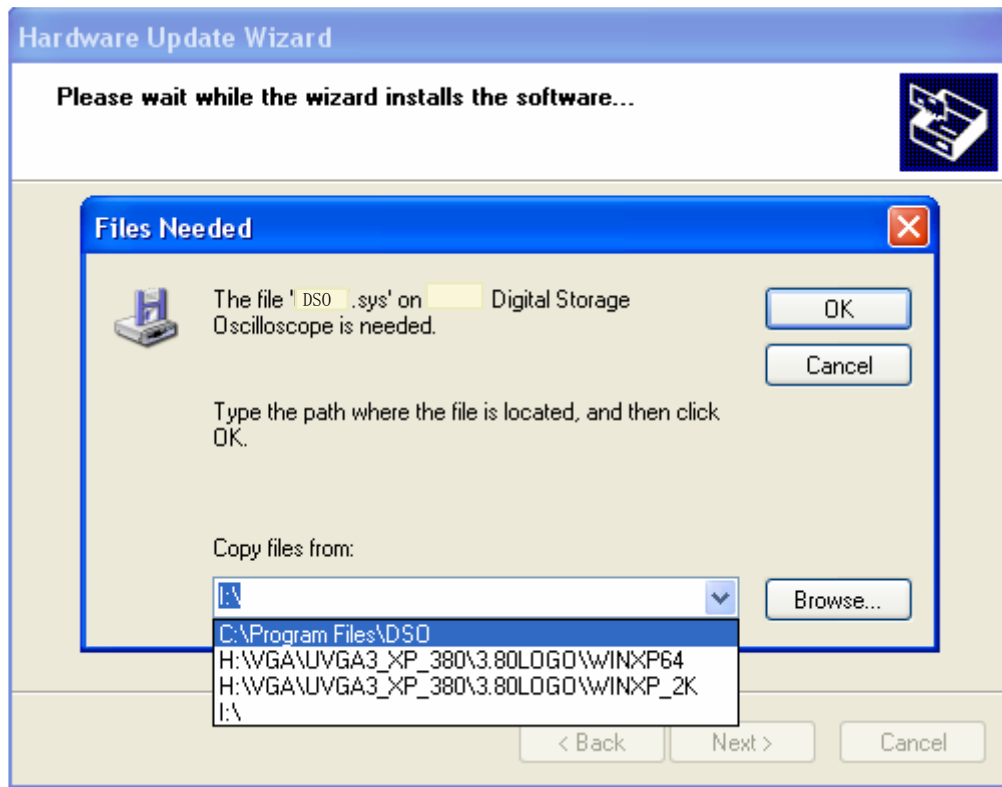 Hardware Update Wizard
Please wait while the wizard installs the software...
Files Needed
The file 'DSO .sys' on Digital Storage
Oscilloscope is needed.
OK
Cancel
Type the path where the file is located, and then click
OK.
Copy files from:
I:\
Browse...
C:\Program Files\DSO
H:\VGA\UVGA3_XP_380\3.80LOGO\WINXP64
H:\VGA\UVGA3_XP_380\3.80LOGO\WINXP_2K
I:\
< Back
Next >
Cancel